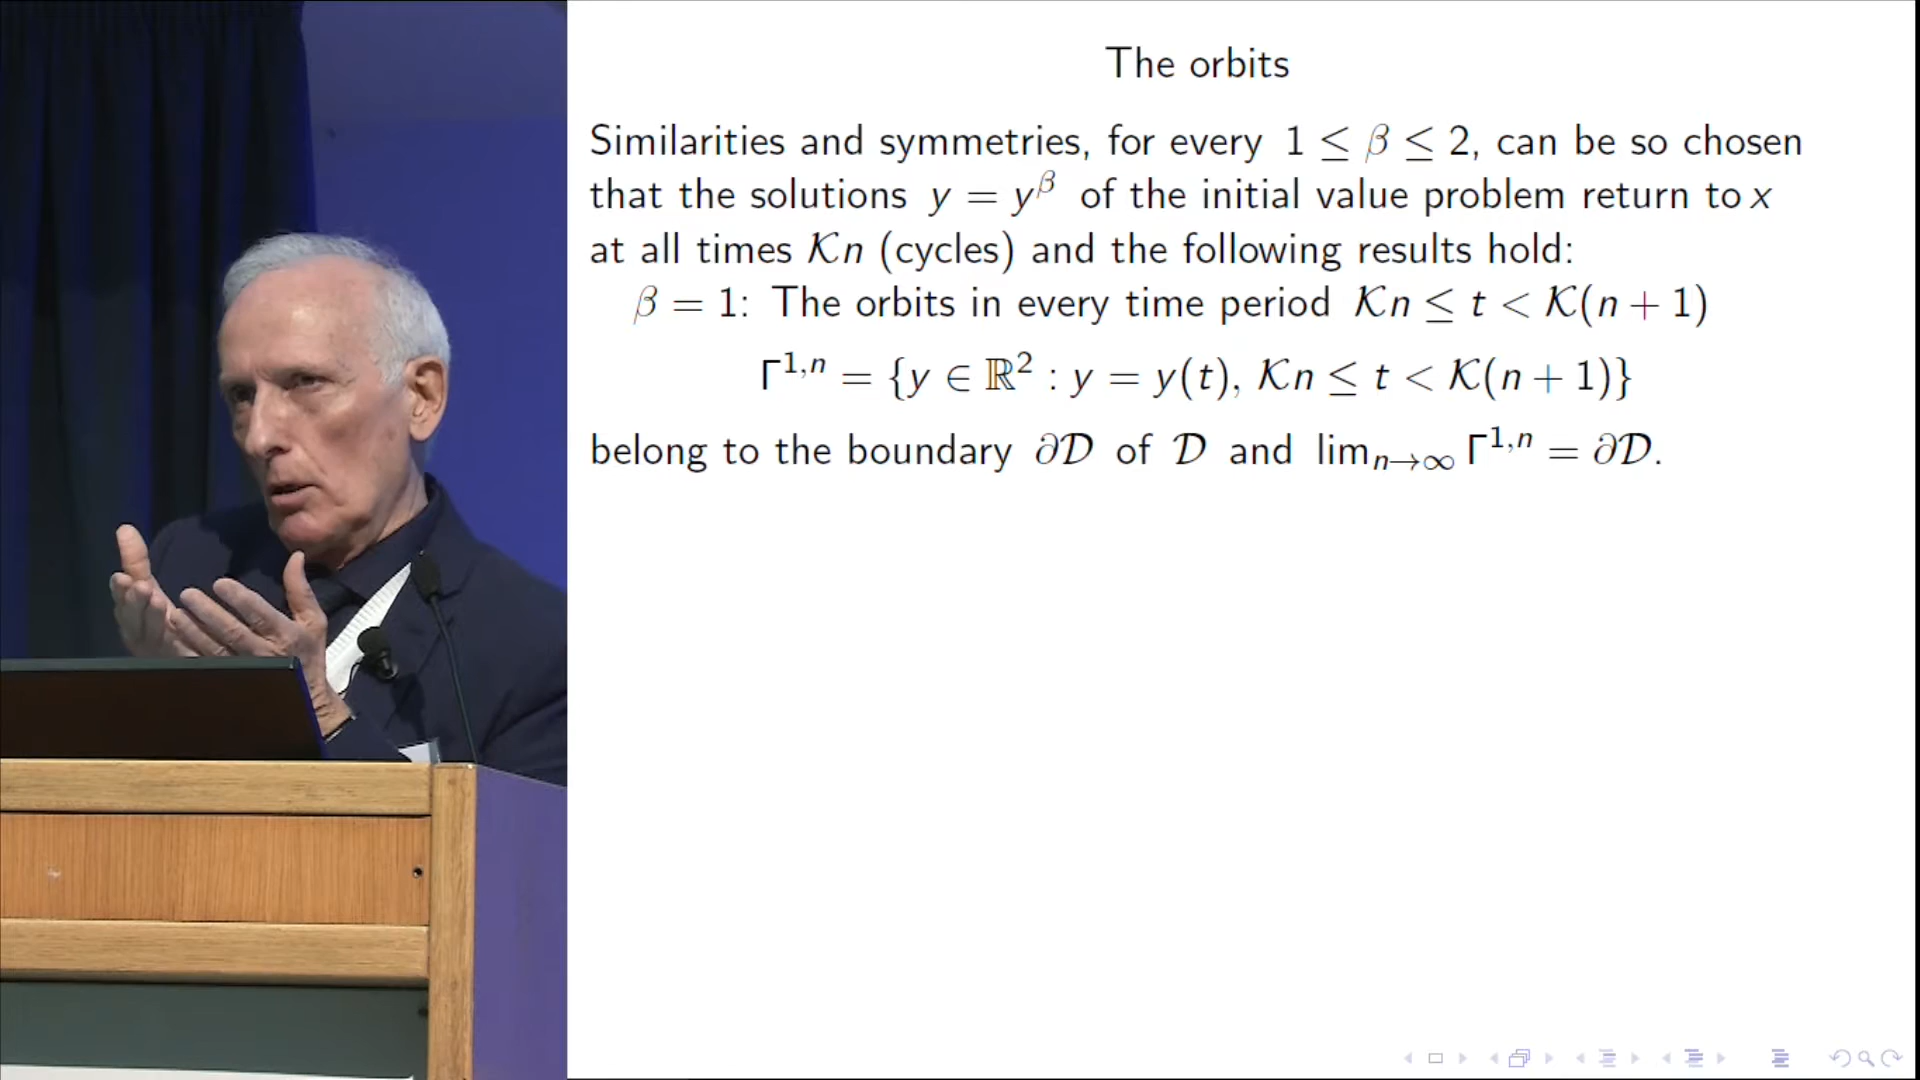 The orbits
Similarities and symmetries, for every 1 ≤ β ≤ 2, can be so chosen
that the solutions y = y^β of the initial value problem return to x
at all times 𝒦n (cycles) and the following results hold:
β = 1: The orbits in every time period 𝒦n ≤ t < 𝒦(n + 1)
Γ^{1,n} = {y ∈ ℝ² : y = y(t), 𝒦n ≤ t < 𝒦(n + 1)}
belong to the boundary ∂𝒟 of 𝒟 and lim_{n→∞} Γ^{1,n} = ∂𝒟.